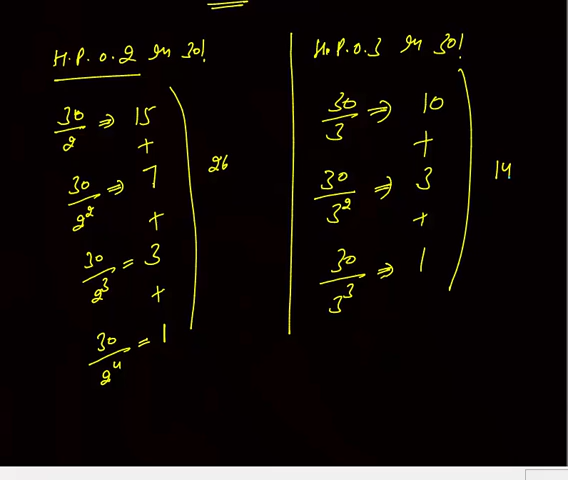 H.P.O.2 in 30!
30/2 ⇒ 15
+
30/2² ⇒ 7
+
30/2³ = 3
+
30/2⁴ = 1
26
H.P.O.3 in 30!
30/3 ⇒ 10
+
30/3² ⇒ 3
+
30/3³ ⇒ 1
14